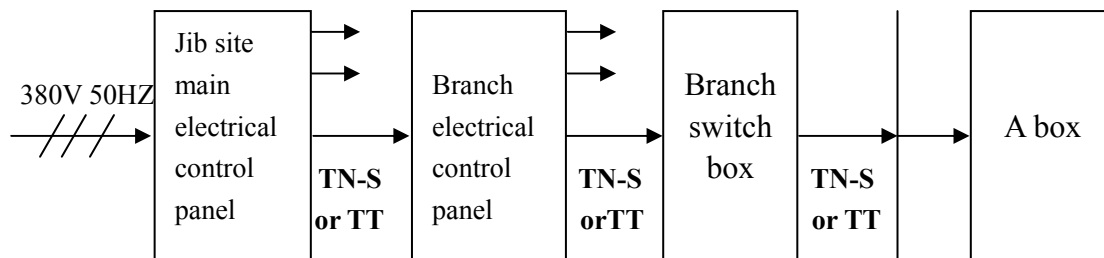 380V 50HZ
Jib site
main
electrical
control
panel
TN-S
or TT
Branch
electrical
control
panel
TN-S
orTT
Branch
switch
box
TN-S
or TT
A box